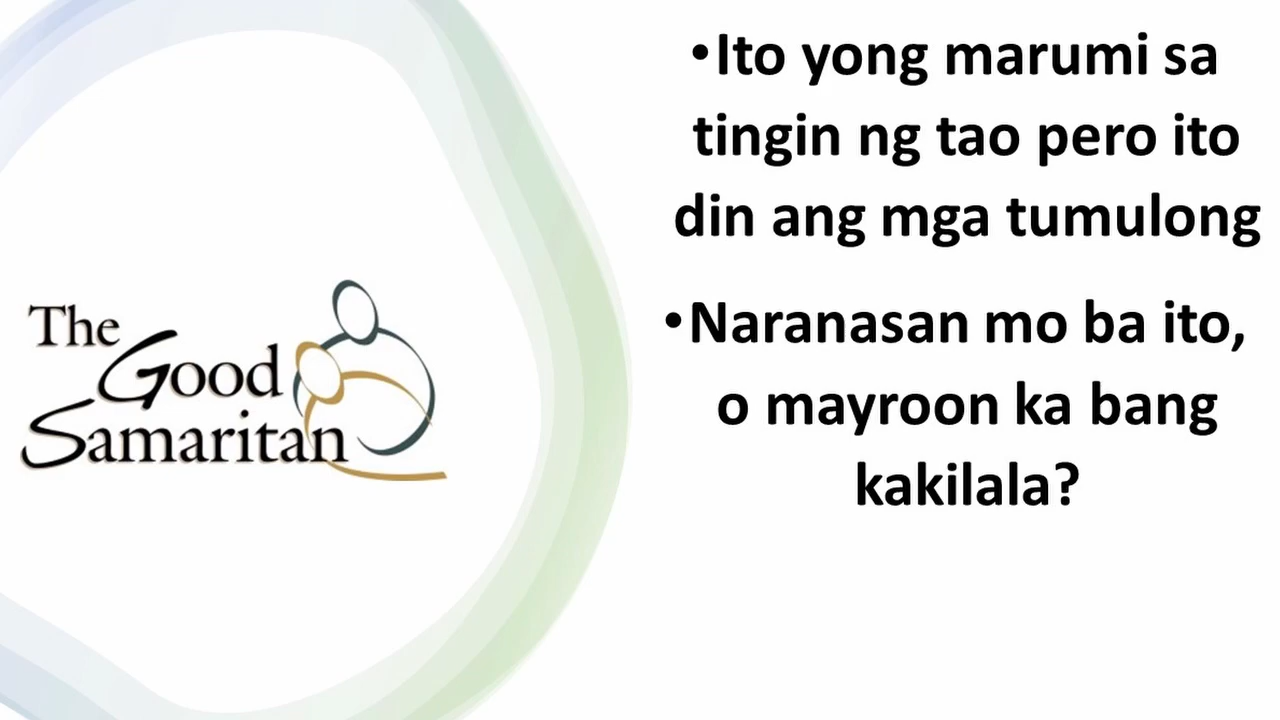 The
Good
Samaritan
•Ito yong marumi sa
tingin ng tao pero ito
din ang mga tumulong
•Naranasan mo ba ito,
o mayroon ka bang
kakilala?